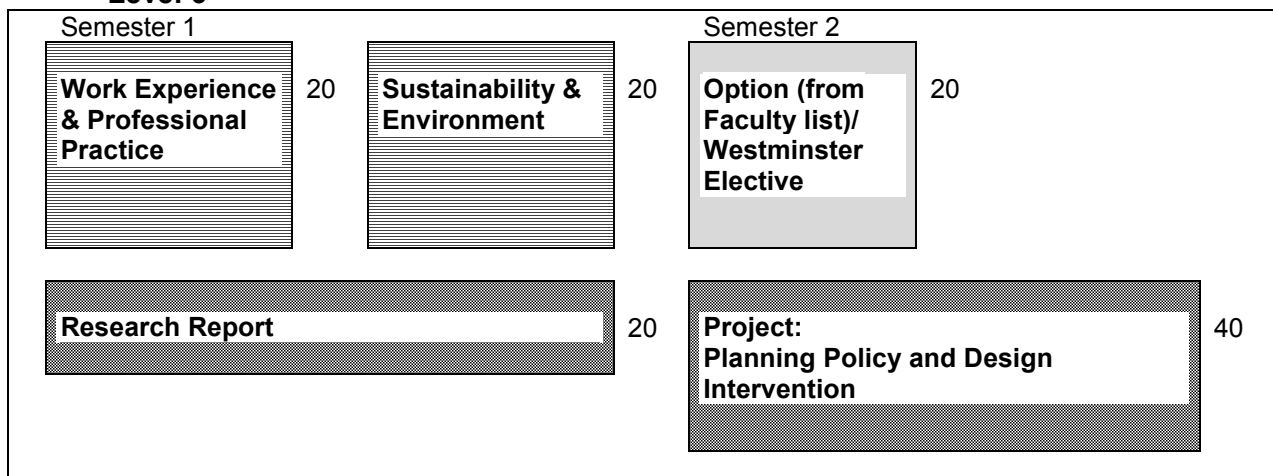 Semester 1
Semester 2
Work Experience
& Professional
Practice
20
Sustainability &
Environment
20
Option (from
Faculty list)/
Westminster
Elective
20
Research Report
20
Project:
Planning Policy and Design
Intervention
40